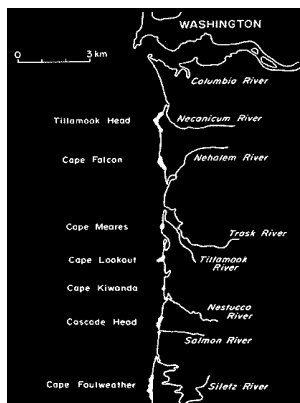 WASHINGTON
0 3 km
Columbia River
Tillamook Head
Necanicum River
Cape Falcon
Nehalem River
Cape Meares
Trask River
Cape Lookout
Tillamook
River
Cape Kiwanda
Nestucca
River
Cascade Head
Salmon River
Cape Foulweather
Siletz River